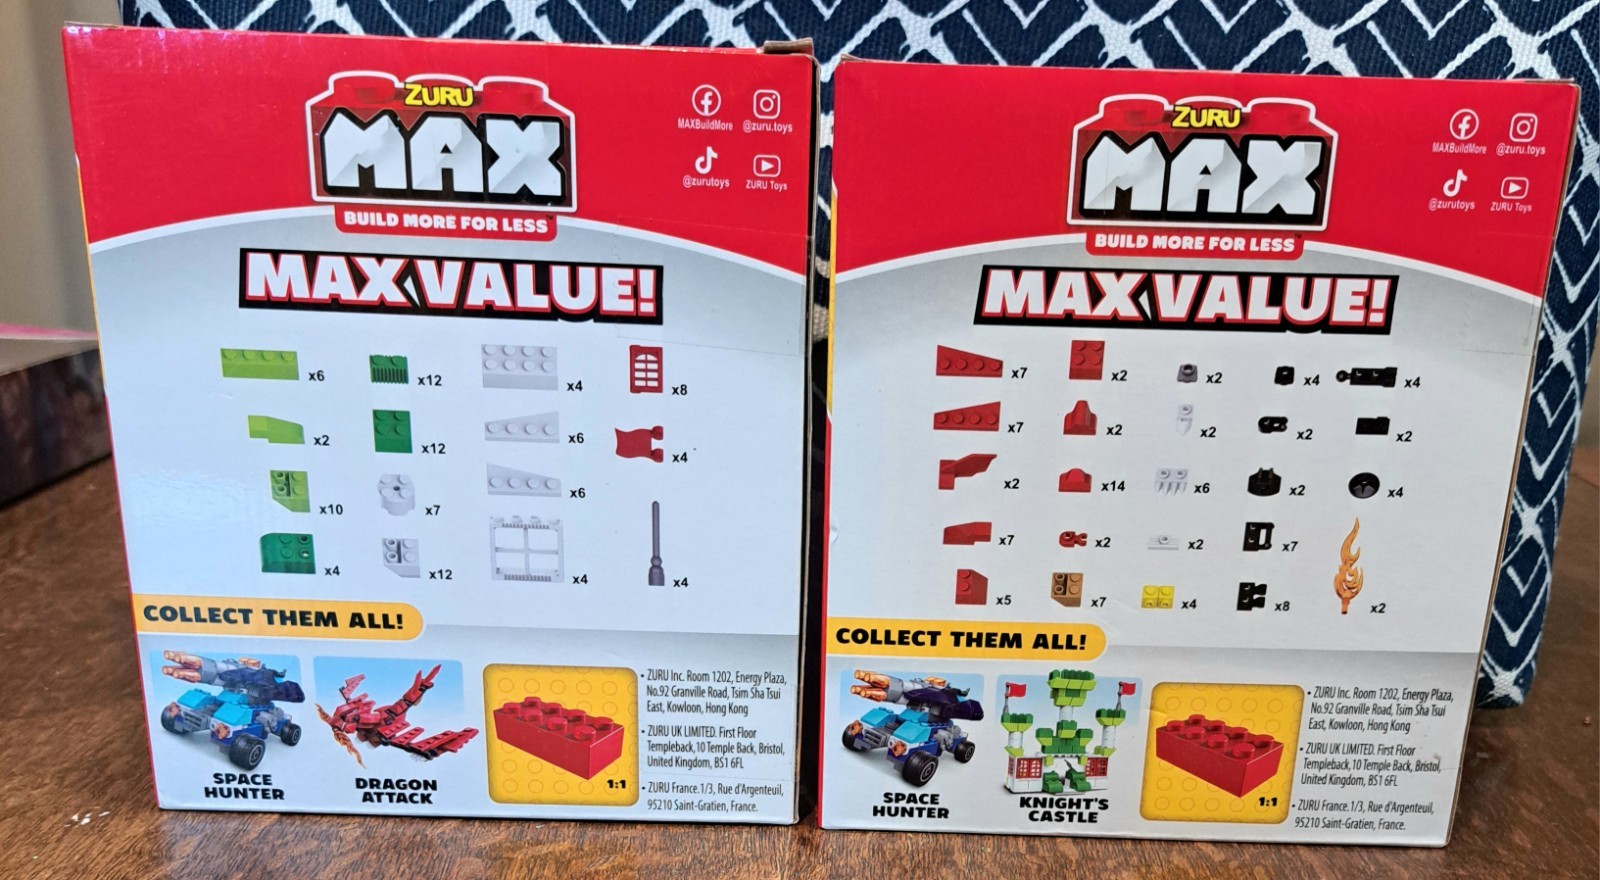 ZURU
MAX
BUILD MORE FOR LESS™
MAXBuildMore
@zuru.toys
@zurutoys
ZURU Toys
MAX VALUE!
x6
x12
x4
x8
x2
x12
x6
x4
x10
x7
x6
x4
x12
x4
x4
COLLECT THEM ALL!
SPACE
HUNTER
DRAGON
ATTACK
1:1
• ZURU Inc. Room 1202, Energy Plaza,
No.92 Granville Road, Tsim Sha Tsui
East, Kowloon, Hong Kong
• ZURU UK LIMITED. First Floor
Templeback, 10 Temple Back, Bristol,
United Kingdom, BS1 6FL
• ZURU France.1/3, Rue d'Argenteuil,
95210 Saint-Gratien, France.
ZURU
MAX
BUILD MORE FOR LESS™
MAXBuildMore
@zuru.toys
@zurutoys
ZURU Toys
MAX VALUE!
x7
x2
x2
x4
x4
x7
x2
x2
x2
x2
x2
x14
x6
x2
x4
x7
x2
x2
x7
x5
x7
x4
x8
x2
COLLECT THEM ALL!
SPACE
HUNTER
KNIGHT'S
CASTLE
1:1
• ZURU Inc. Room 1202, Energy Plaza,
No.92 Granville Road, Tsim Sha Tsui
East, Kowloon, Hong Kong
• ZURU UK LIMITED. First Floor
Templeback, 10 Temple Back, Bristol,
United Kingdom, BS1 6FL
• ZURU France.1/3, Rue d'Argenteuil,
95210 Saint-Gratien, France.